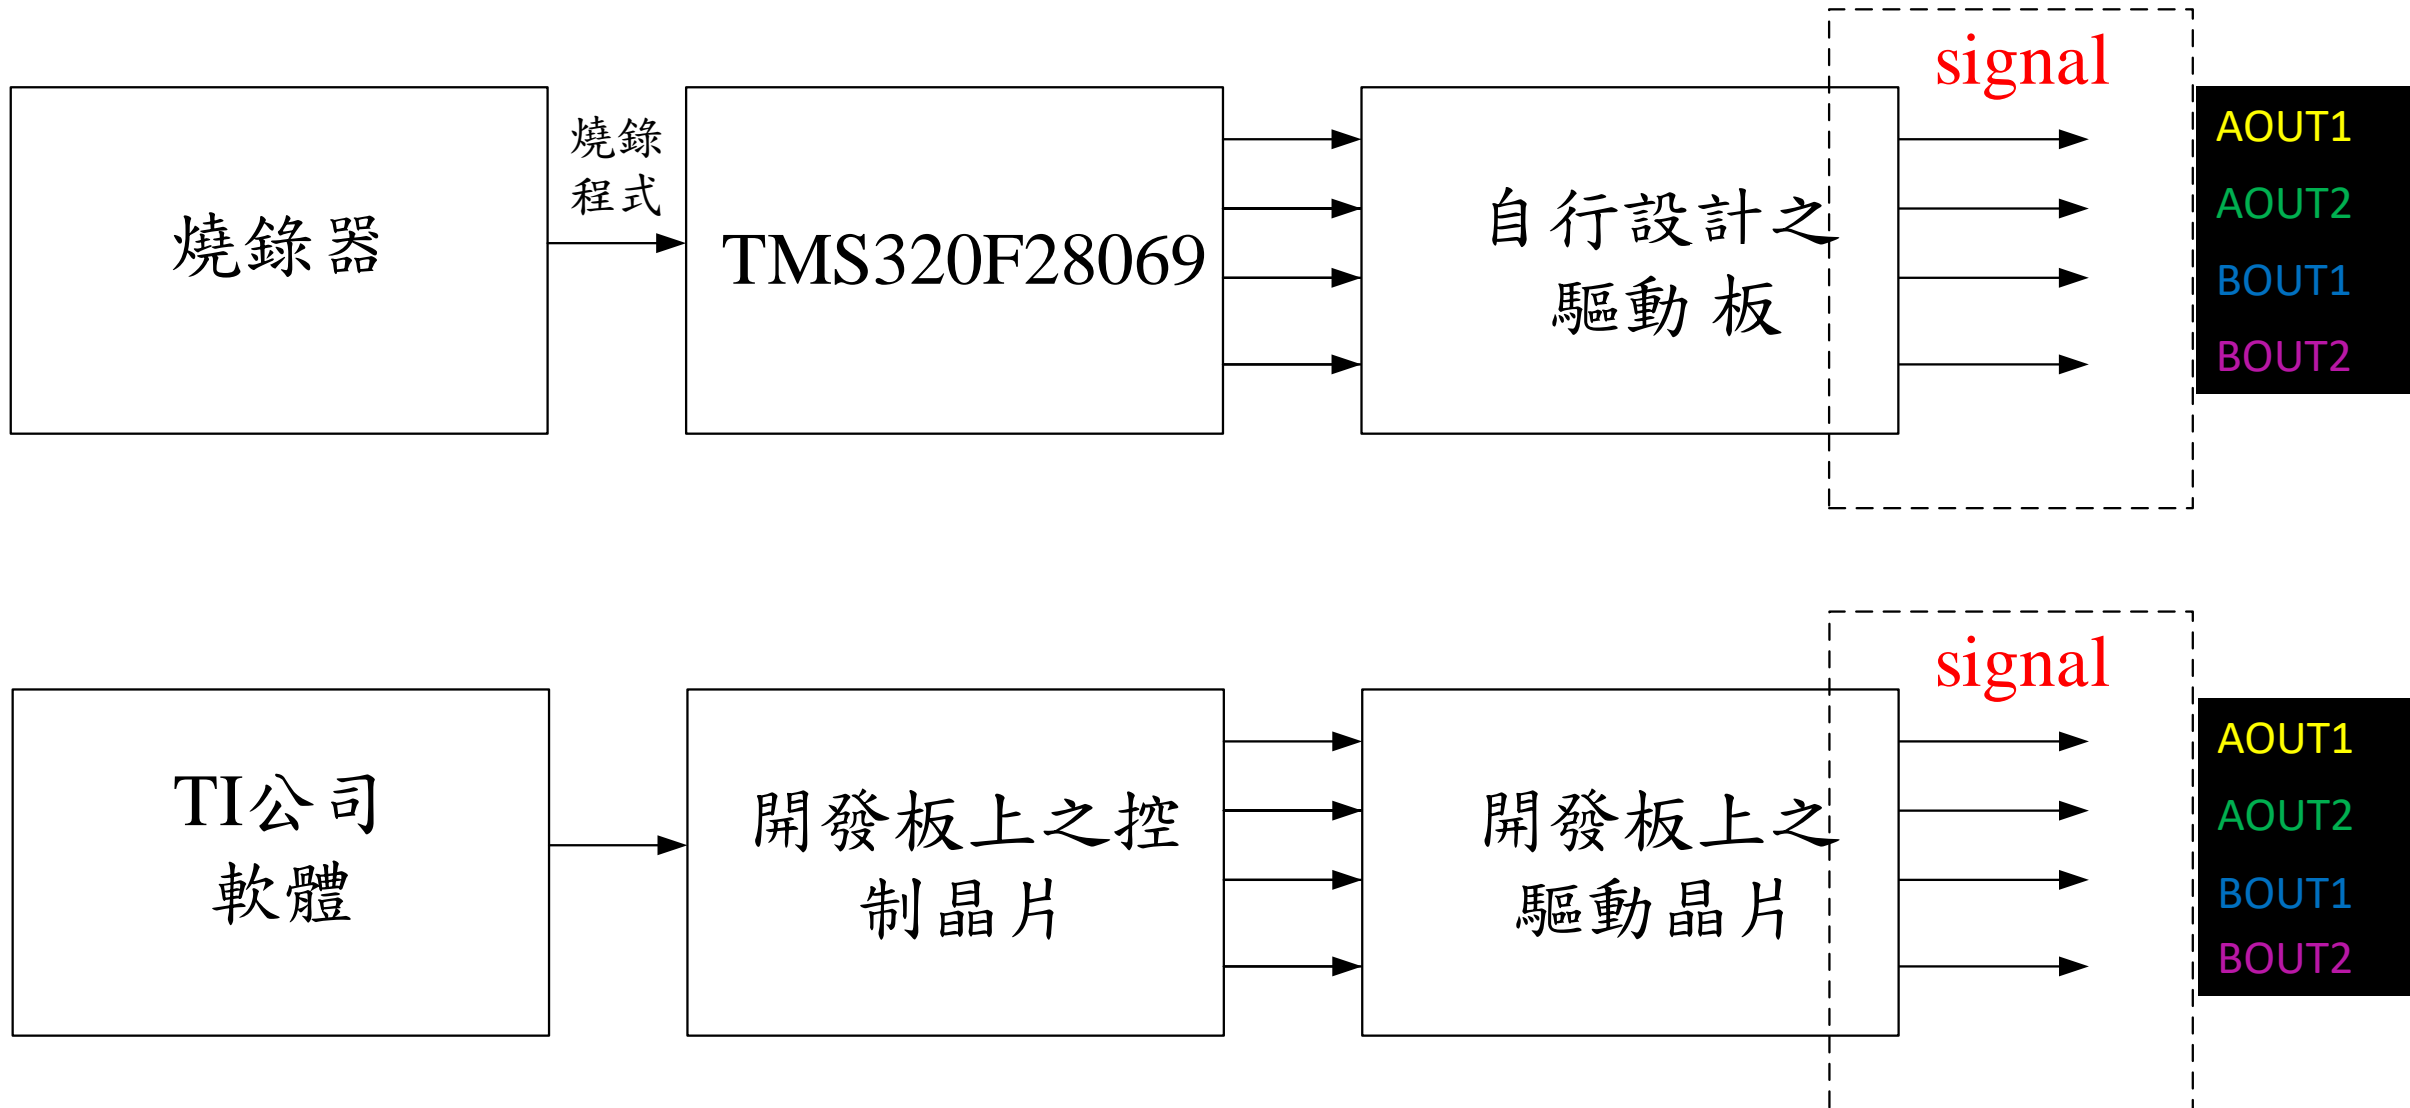 signal
燒錄
程式
燒錄器
TMS320F28069
自行設計之
驅動板
AOUT1
AOUT2
BOUT1
BOUT2
signal
TI公司
軟體
開發板上之控
制晶片
開發板上之
驅動晶片
AOUT1
AOUT2
BOUT1
BOUT2